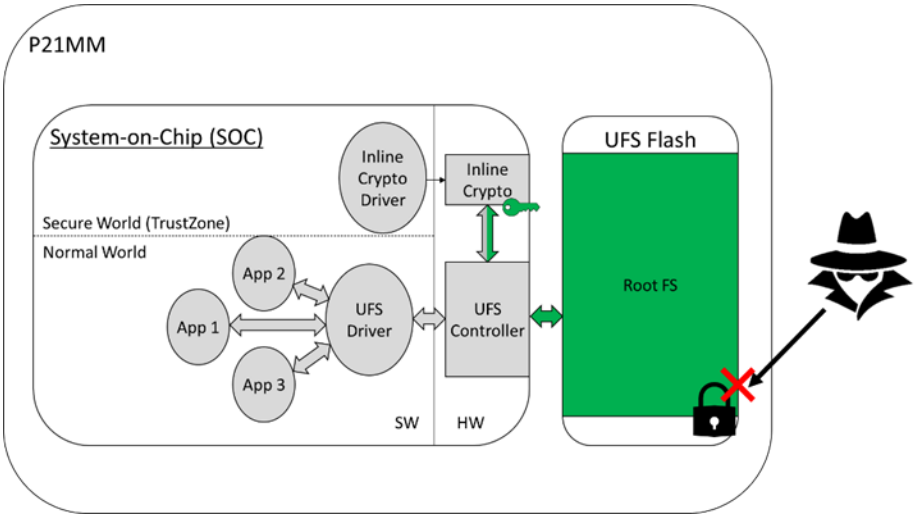 P21MM
System-on-Chip (SOC)
UFS Flash
Inline
Crypto
Driver
Inline
Crypto
Secure World (TrustZone)
Normal World
App 2
App 1
App 3
UFS
Driver
UFS
Controller
Root FS
SW
HW